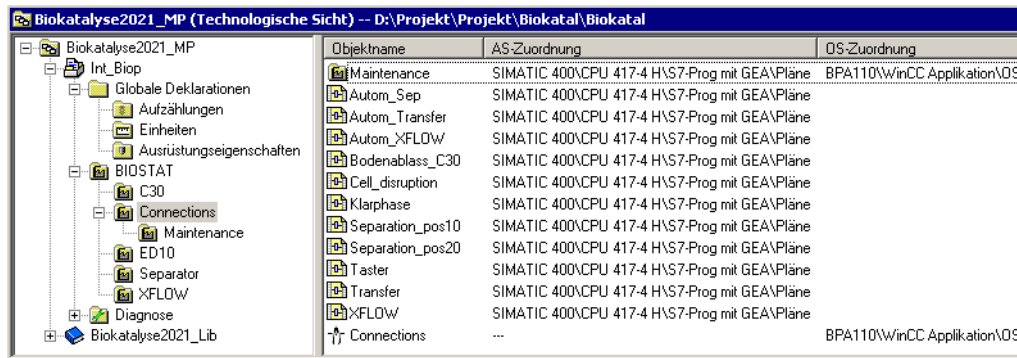 Biokatalyse2021_MP (Technologische Sicht) -- D:\Projekt\Projekt\Biokatal\Biokatal
Biokatalyse2021_MP
Int_Biop
Globale Deklarationen
Aufzählungen
Einheiten
Ausrüstungseigenschaften
BIOSTAT
C30
Connections
Maintenance
ED10
Separator
XFLOW
Diagnose
Biokatalyse2021_Lib
Objektname AS-Zuordnung OS-Zuordnung
Maintenance SIMATIC 400\CPU 417-4 H\S7-Prog mit GEA\Pläne BPA110\WinCC Applikation\OS
Autom_Sep SIMATIC 400\CPU 417-4 H\S7-Prog mit GEA\Pläne
Autom_Transfer SIMATIC 400\CPU 417-4 H\S7-Prog mit GEA\Pläne
Autom_XFLOW SIMATIC 400\CPU 417-4 H\S7-Prog mit GEA\Pläne
Bodenablass_C30 SIMATIC 400\CPU 417-4 H\S7-Prog mit GEA\Pläne
Cell_disruption SIMATIC 400\CPU 417-4 H\S7-Prog mit GEA\Pläne
Klarphase SIMATIC 400\CPU 417-4 H\S7-Prog mit GEA\Pläne
Separation_pos10 SIMATIC 400\CPU 417-4 H\S7-Prog mit GEA\Pläne
Separation_pos20 SIMATIC 400\CPU 417-4 H\S7-Prog mit GEA\Pläne
Taster SIMATIC 400\CPU 417-4 H\S7-Prog mit GEA\Pläne
Transfer SIMATIC 400\CPU 417-4 H\S7-Prog mit GEA\Pläne
XFLOW SIMATIC 400\CPU 417-4 H\S7-Prog mit GEA\Pläne
Connections --- BPA110\WinCC Applikation\OS